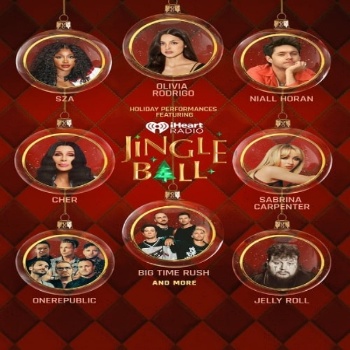 SZA
OLIVIA
RODRIGO
NIALL HORAN
HOLIDAY PERFORMANCES
FEATURING
iHeart
RADIO
JINGLE
BALL
CHER
SABRINA
CARPENTER
BIG TIME RUSH
AND MORE
ONEREPUBLIC
JELLY ROLL